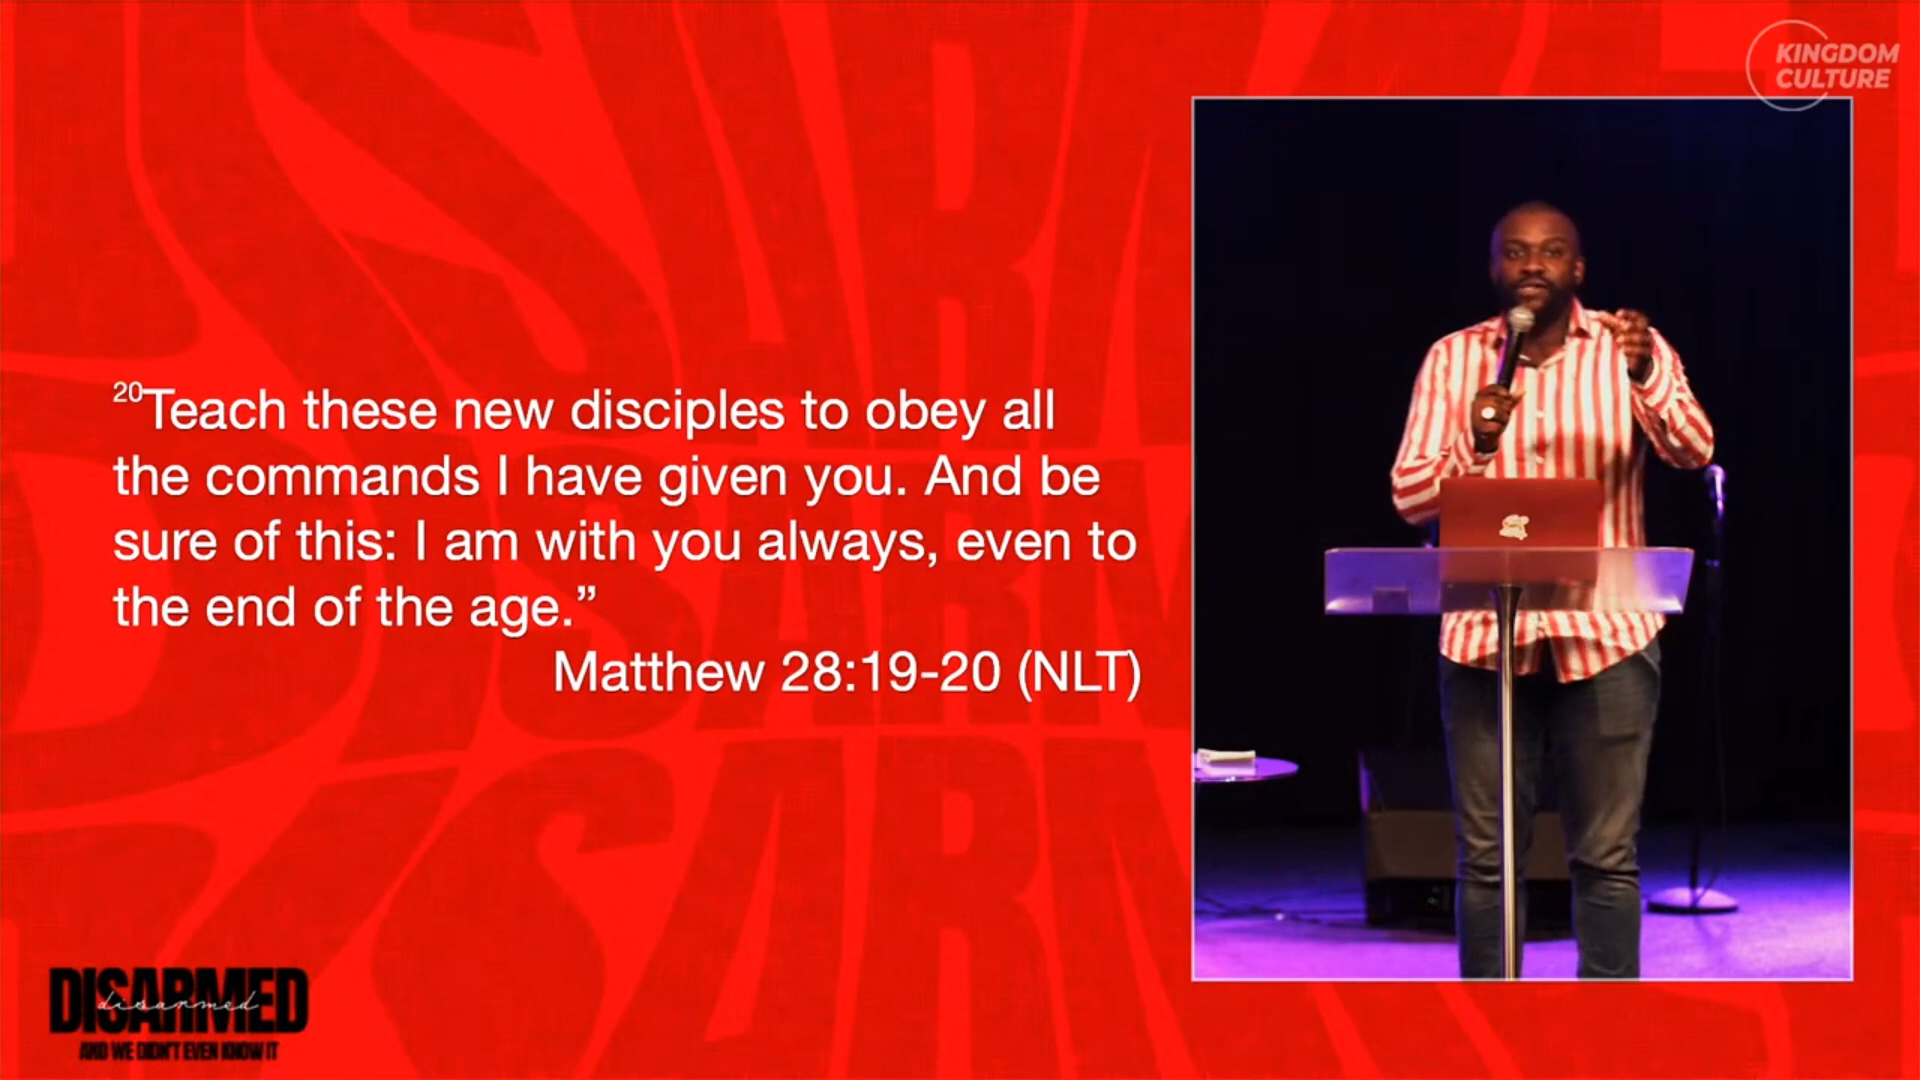 KINGDOM
CULTURE
20Teach these new disciples to obey all
the commands I have given you. And be
sure of this: I am with you always, even to
the end of the age.”
Matthew 28:19-20 (NLT)
DISARMED
disarmed
AND WE DIDN'T EVEN KNOW IT